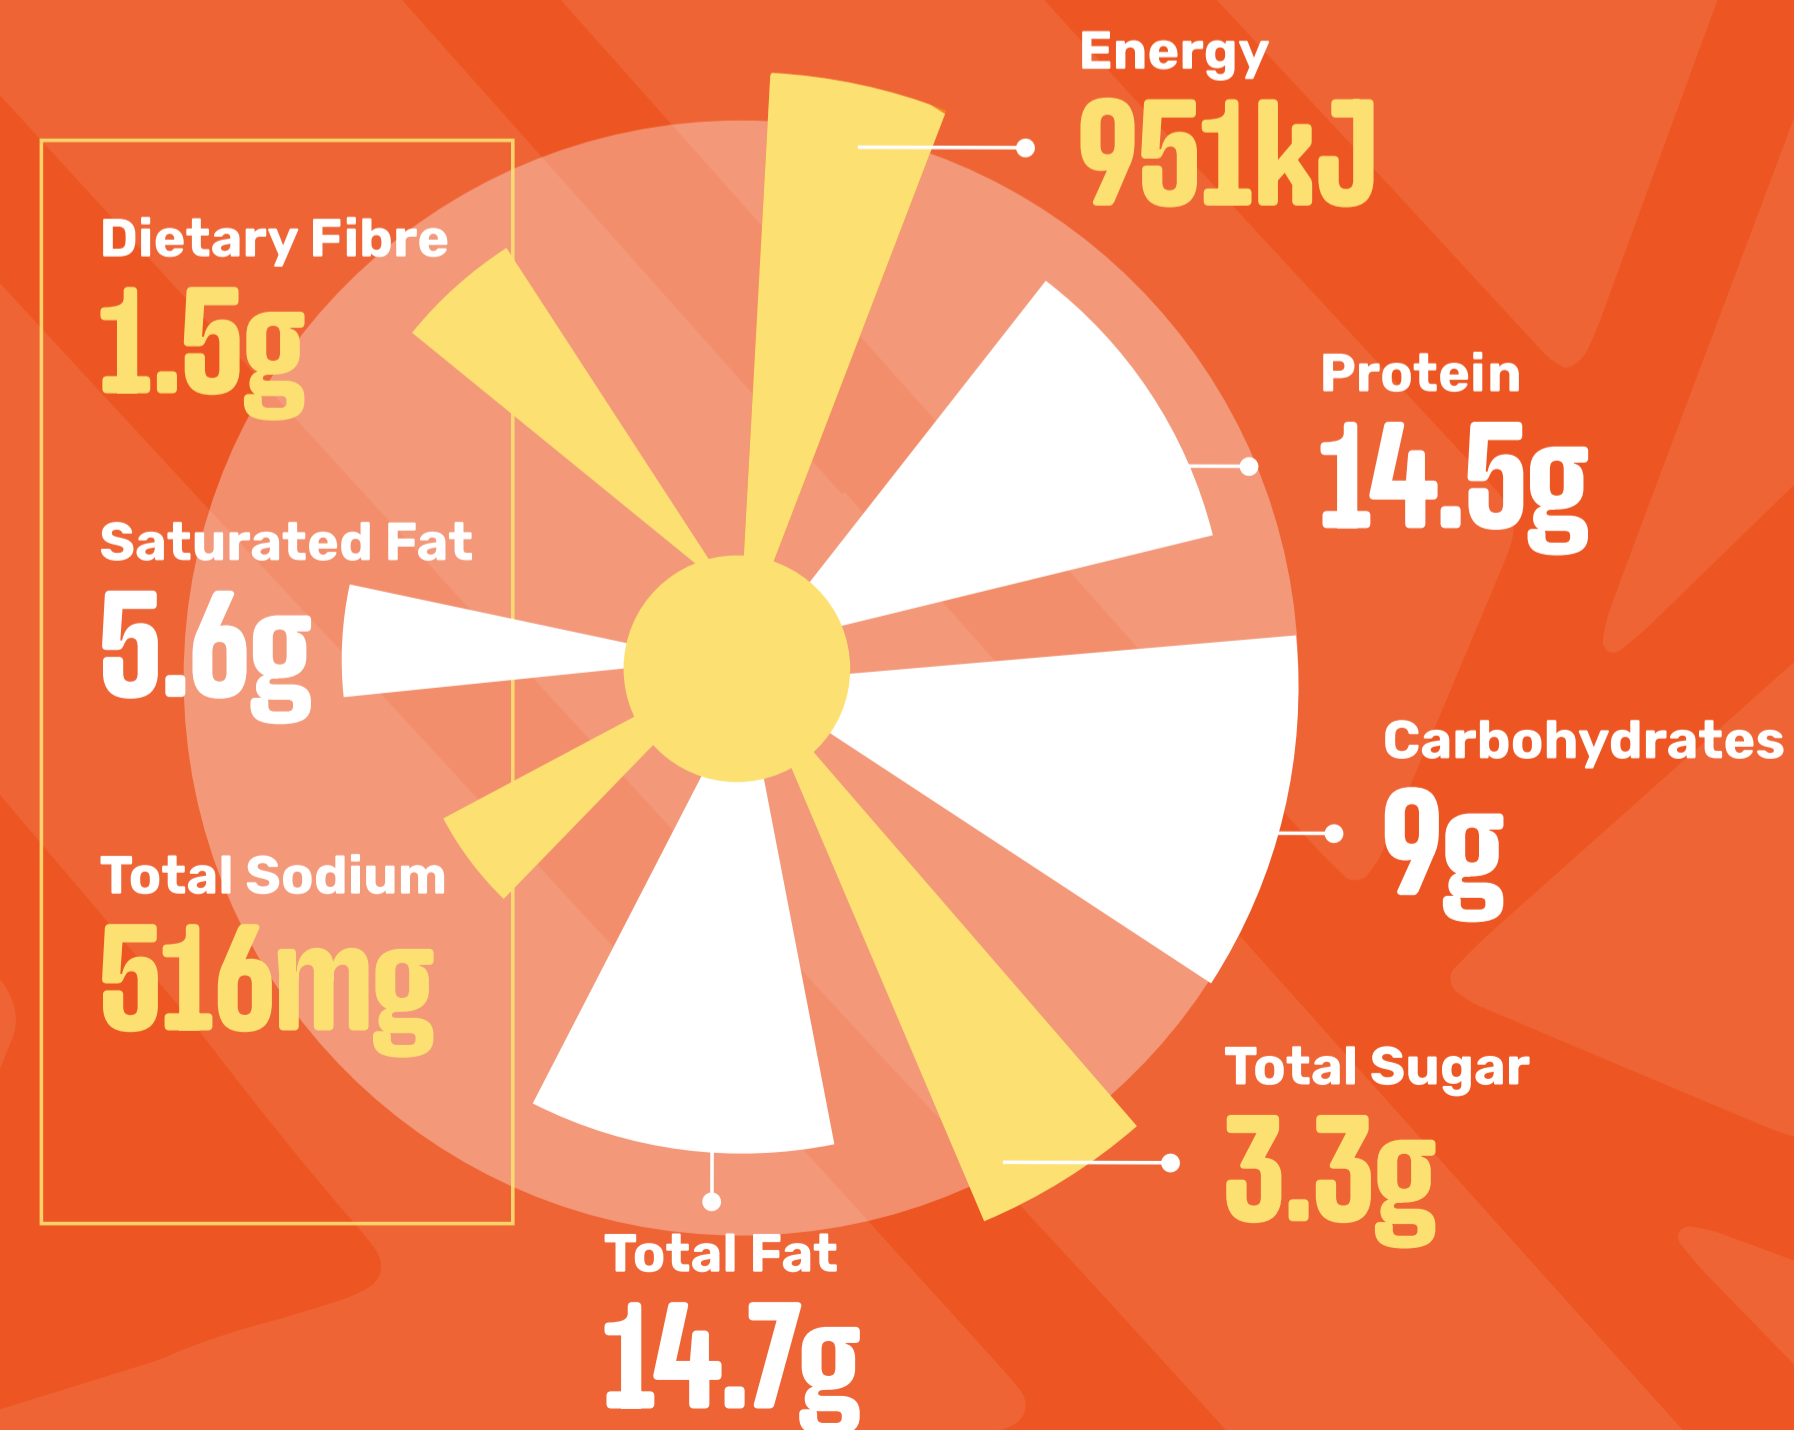 Energy
951kJ
Dietary Fibre
1.5g
Protein
14.5g
Saturated Fat
5.6g
Carbohydrates
9g
Total Sodium
516mg
Total Sugar
3.3g
Total Fat
14.7g